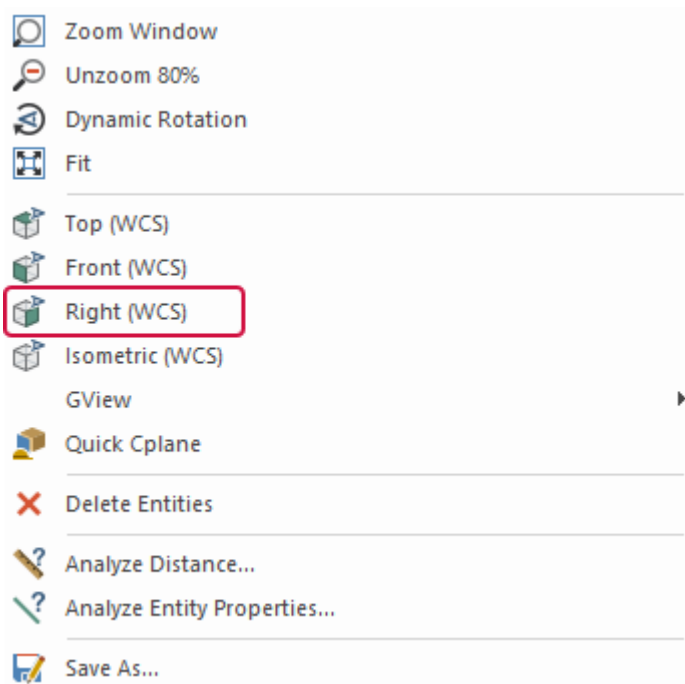 Zoom Window
Unzoom 80%
Dynamic Rotation
Fit
Top (WCS)
Front (WCS)
Right (WCS)
Isometric (WCS)
GView
Quick Cplane
Delete Entities
Analyze Distance...
Analyze Entity Properties...
Save As...